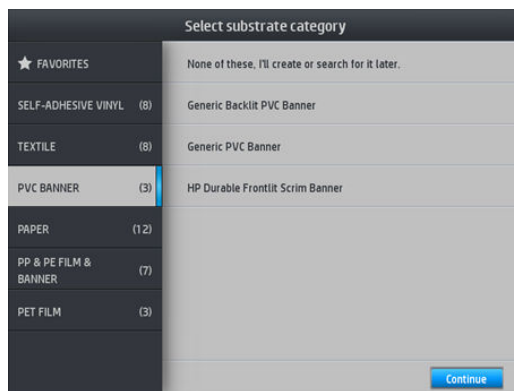 Select substrate category
FAVORITES
SELF-ADHESIVE VINYL (8)
TEXTILE (8)
PVC BANNER (3)
PAPER (12)
PP & PE FILM &
BANNER (7)
PET FILM (3)
None of these, I'll create or search for it later.
Generic Backlit PVC Banner
Generic PVC Banner
HP Durable Frontlit Scrim Banner
Continue